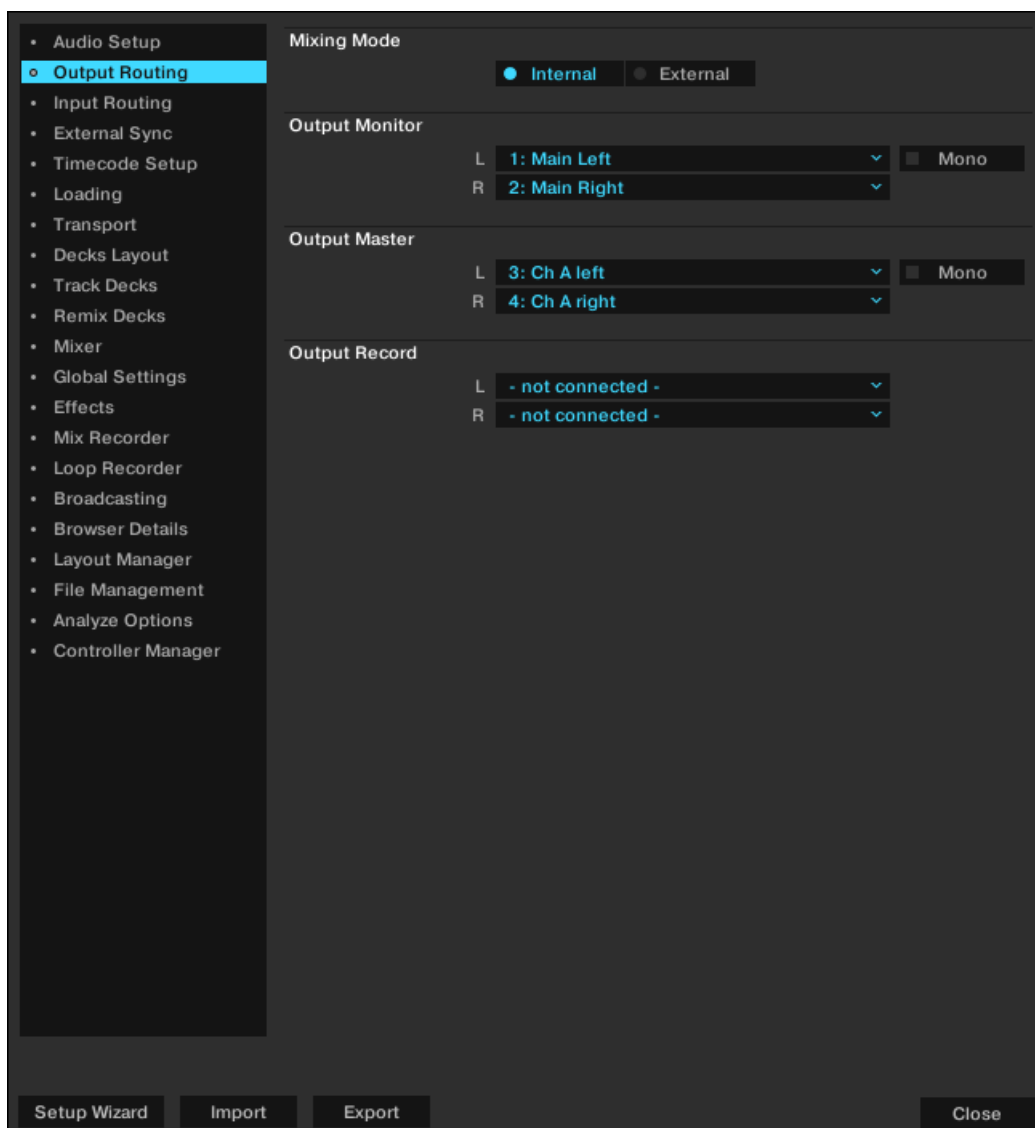 Audio Setup
Output Routing
Input Routing
External Sync
Timecode Setup
Loading
Transport
Decks Layout
Track Decks
Remix Decks
Mixer
Global Settings
Effects
Mix Recorder
Loop Recorder
Broadcasting
Browser Details
Layout Manager
File Management
Analyze Options
Controller Manager
Mixing Mode
Internal External
Output Monitor
L 1: Main Left Mono
R 2: Main Right
Output Master
L 3: Ch A left Mono
R 4: Ch A right
Output Record
L - not connected -
R - not connected -
Setup Wizard Import Export Close